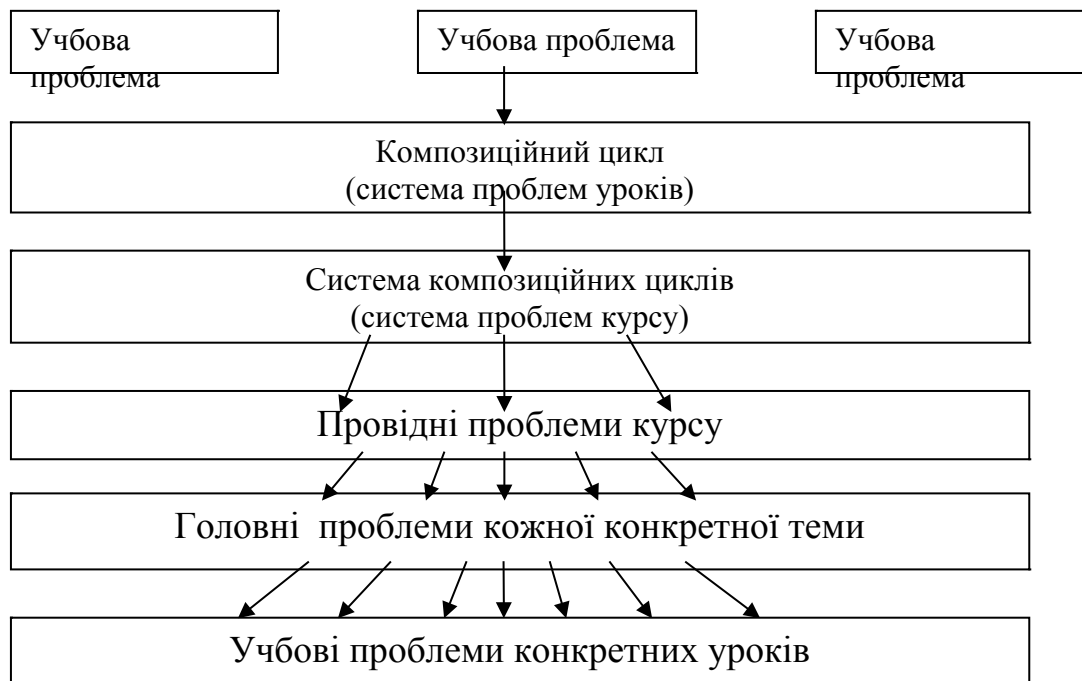 Учбова
проблема
Учбова проблема
Учбова
проблема
Композиційний цикл
(система проблем уроків)
Система композиційних циклів
(система проблем курсу)
Провідні проблеми курсу
Головні проблеми кожної конкретної теми
Учбові проблеми конкретних уроків